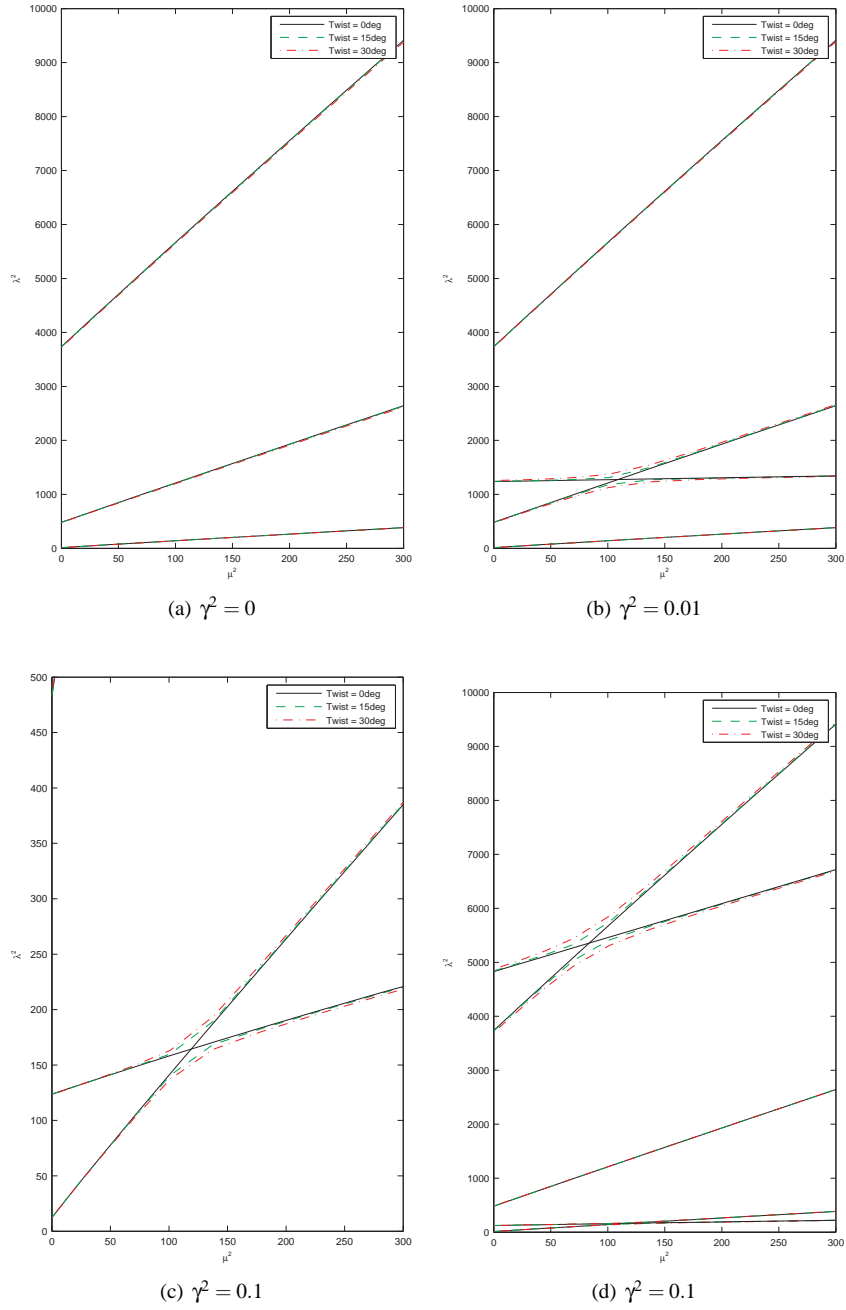 10000
9000
8000
7000
6000
5000
4000
3000
2000
1000
0
λ²
0 50 100 150 200 250 300
μ²
Twist = 0deg
Twist = 15deg
Twist = 30deg
(a) γ² = 0
10000
9000
8000
7000
6000
5000
4000
3000
2000
1000
0
λ²
0 50 100 150 200 250 300
μ²
Twist = 0deg
Twist = 15deg
Twist = 30deg
(b) γ² = 0.01
500
450
400
350
300
250
200
150
100
50
0
λ²
0 50 100 150 200 250 300
μ²
Twist = 0deg
Twist = 15deg
Twist = 30deg
(c) γ² = 0.1
10000
9000
8000
7000
6000
5000
4000
3000
2000
1000
0
λ²
0 50 100 150 200 250 300
μ²
Twist = 0deg
Twist = 15deg
Twist = 30deg
(d) γ² = 0.1